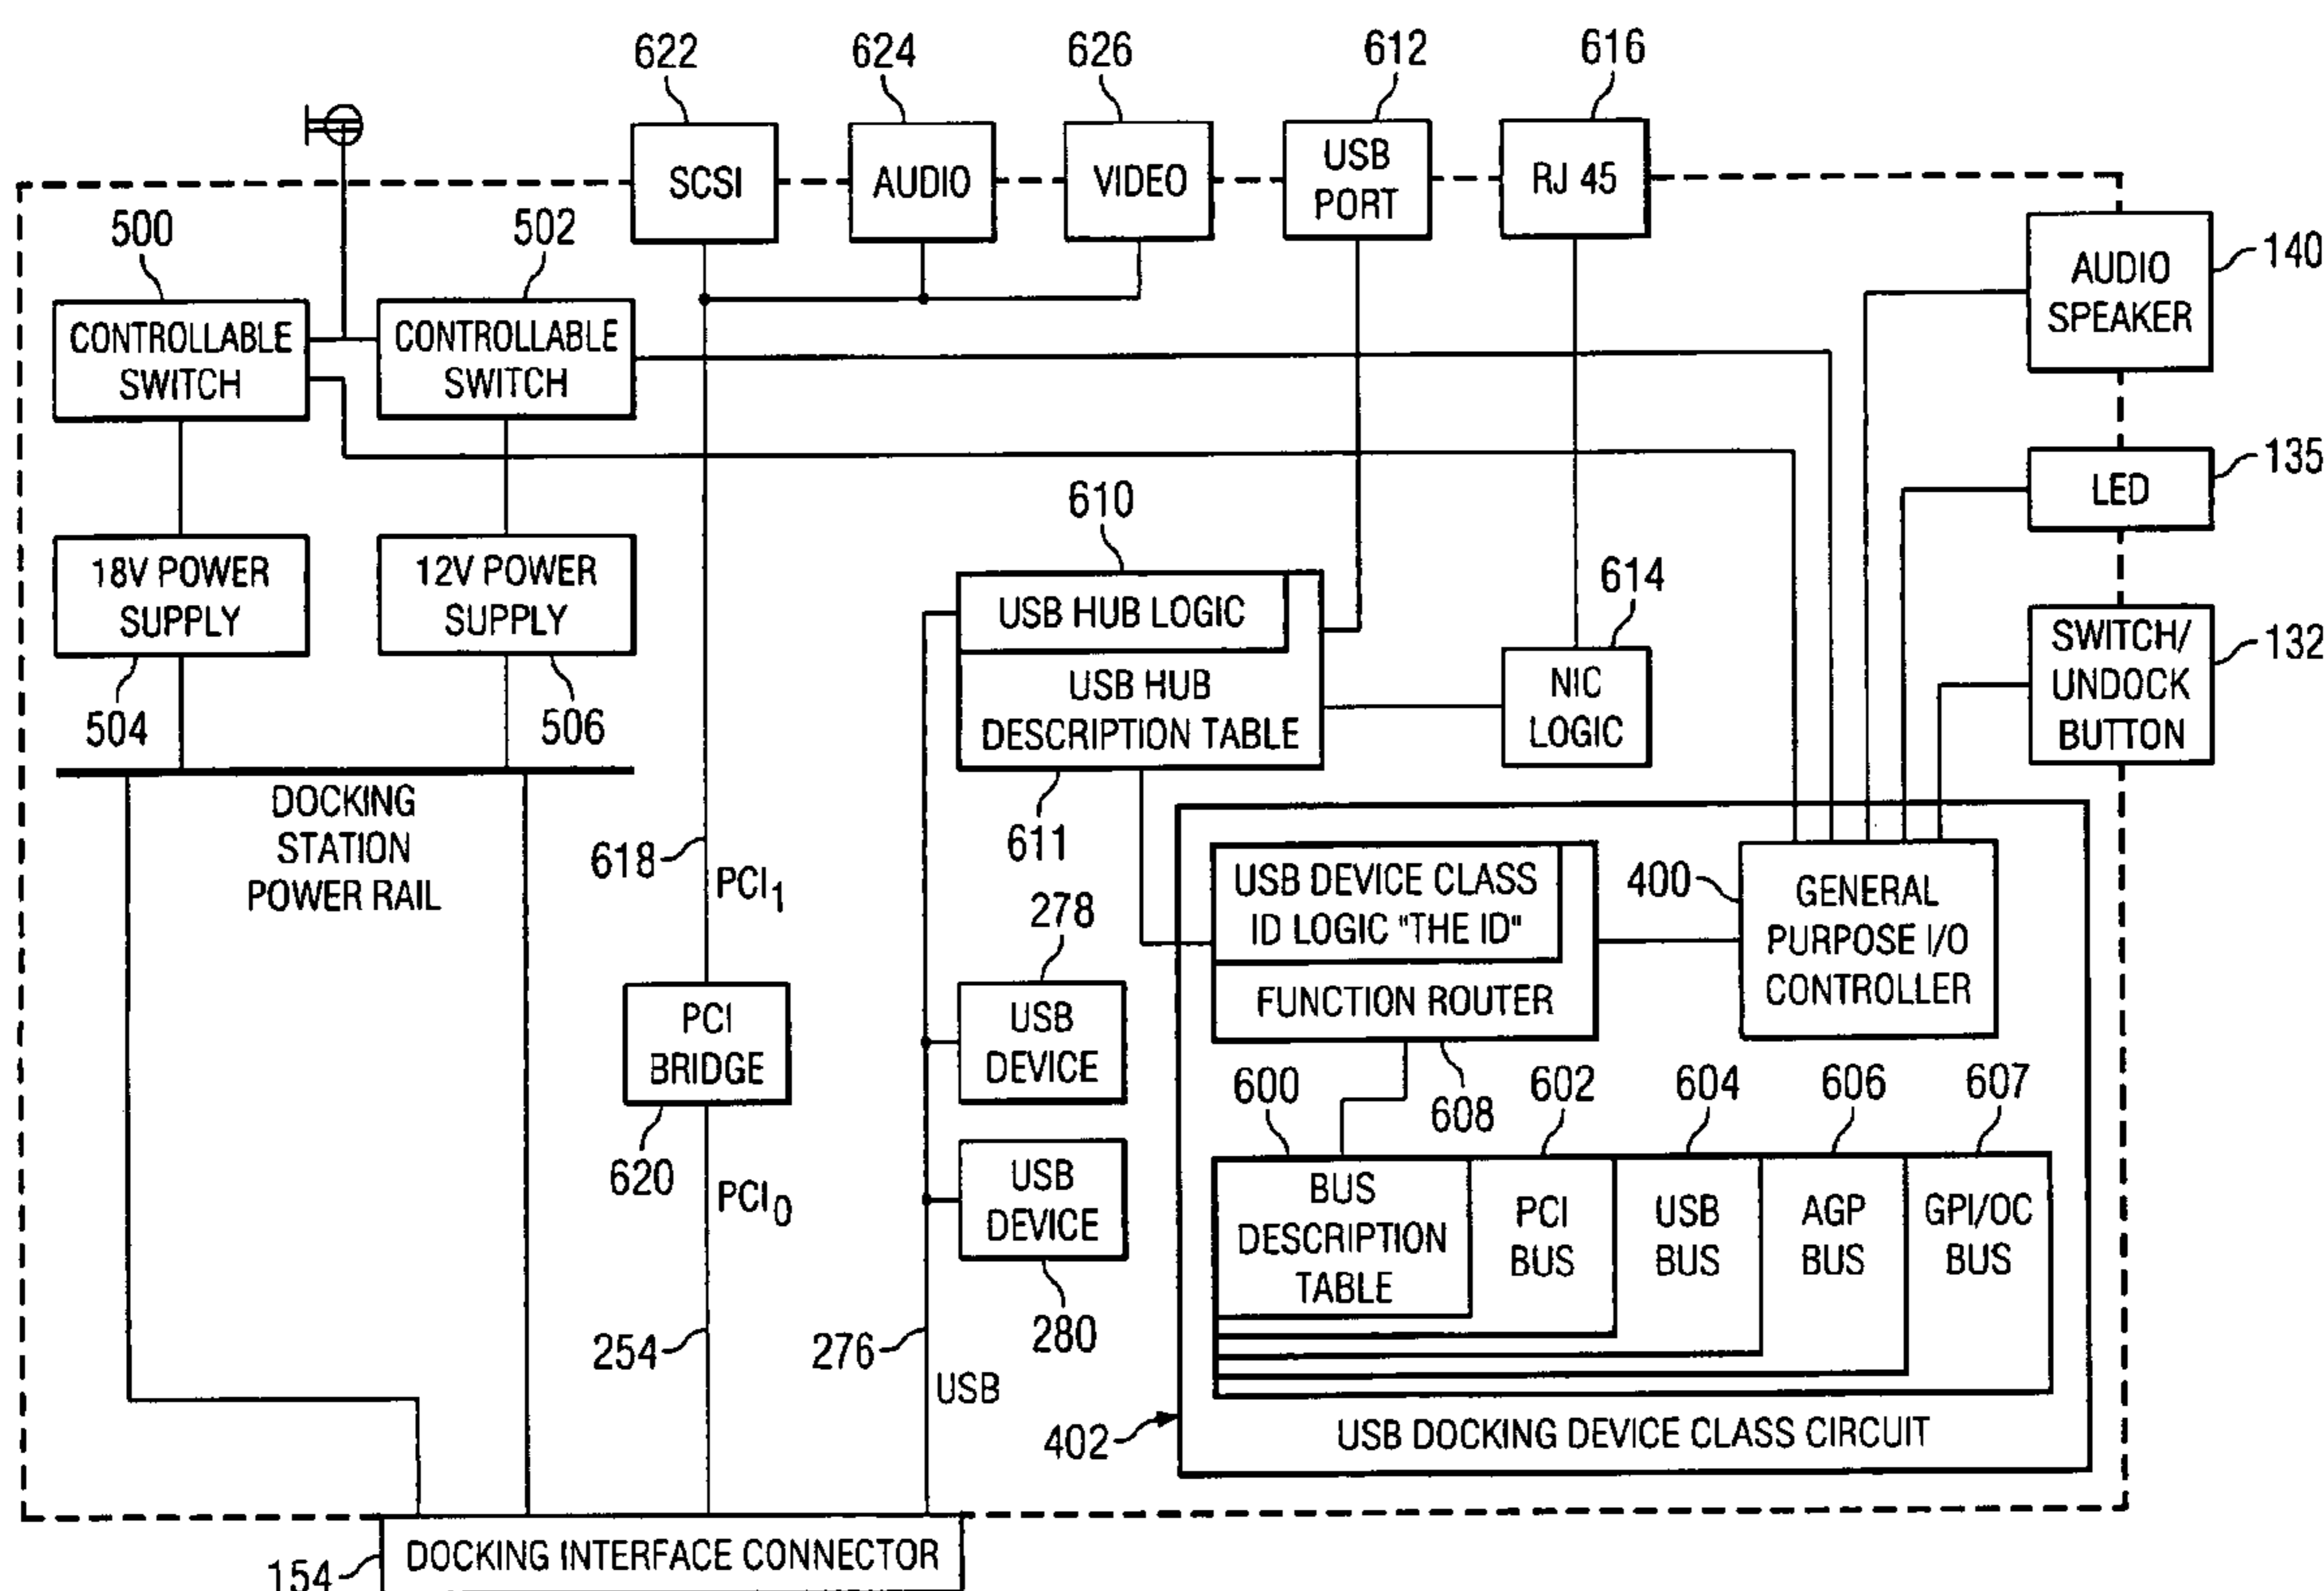 622
624
626
612
616
SCSI
AUDIO
VIDEO
USB
PORT
RJ 45
500
502
CONTROLLABLE
SWITCH
CONTROLLABLE
SWITCH
AUDIO
SPEAKER
140
LED
135
18V POWER
SUPPLY
12V POWER
SUPPLY
504
506
610
USB HUB LOGIC
USB HUB
DESCRIPTION TABLE
611
614
NIC
LOGIC
SWITCH/
UNDOCK
BUTTON
132
DOCKING
STATION
POWER RAIL
618
PCI1
PCI
BRIDGE
620
PCI0
254
278
USB
DEVICE
USB
DEVICE
280
276
USB
USB DEVICE CLASS
ID LOGIC "THE ID"
FUNCTION ROUTER
400
GENERAL
PURPOSE I/O
CONTROLLER
600
608
602
604
606
607
BUS
DESCRIPTION
TABLE
PCI
BUS
USB
BUS
AGP
BUS
GPI/OC
BUS
402
USB DOCKING DEVICE CLASS CIRCUIT
154
DOCKING INTERFACE CONNECTOR